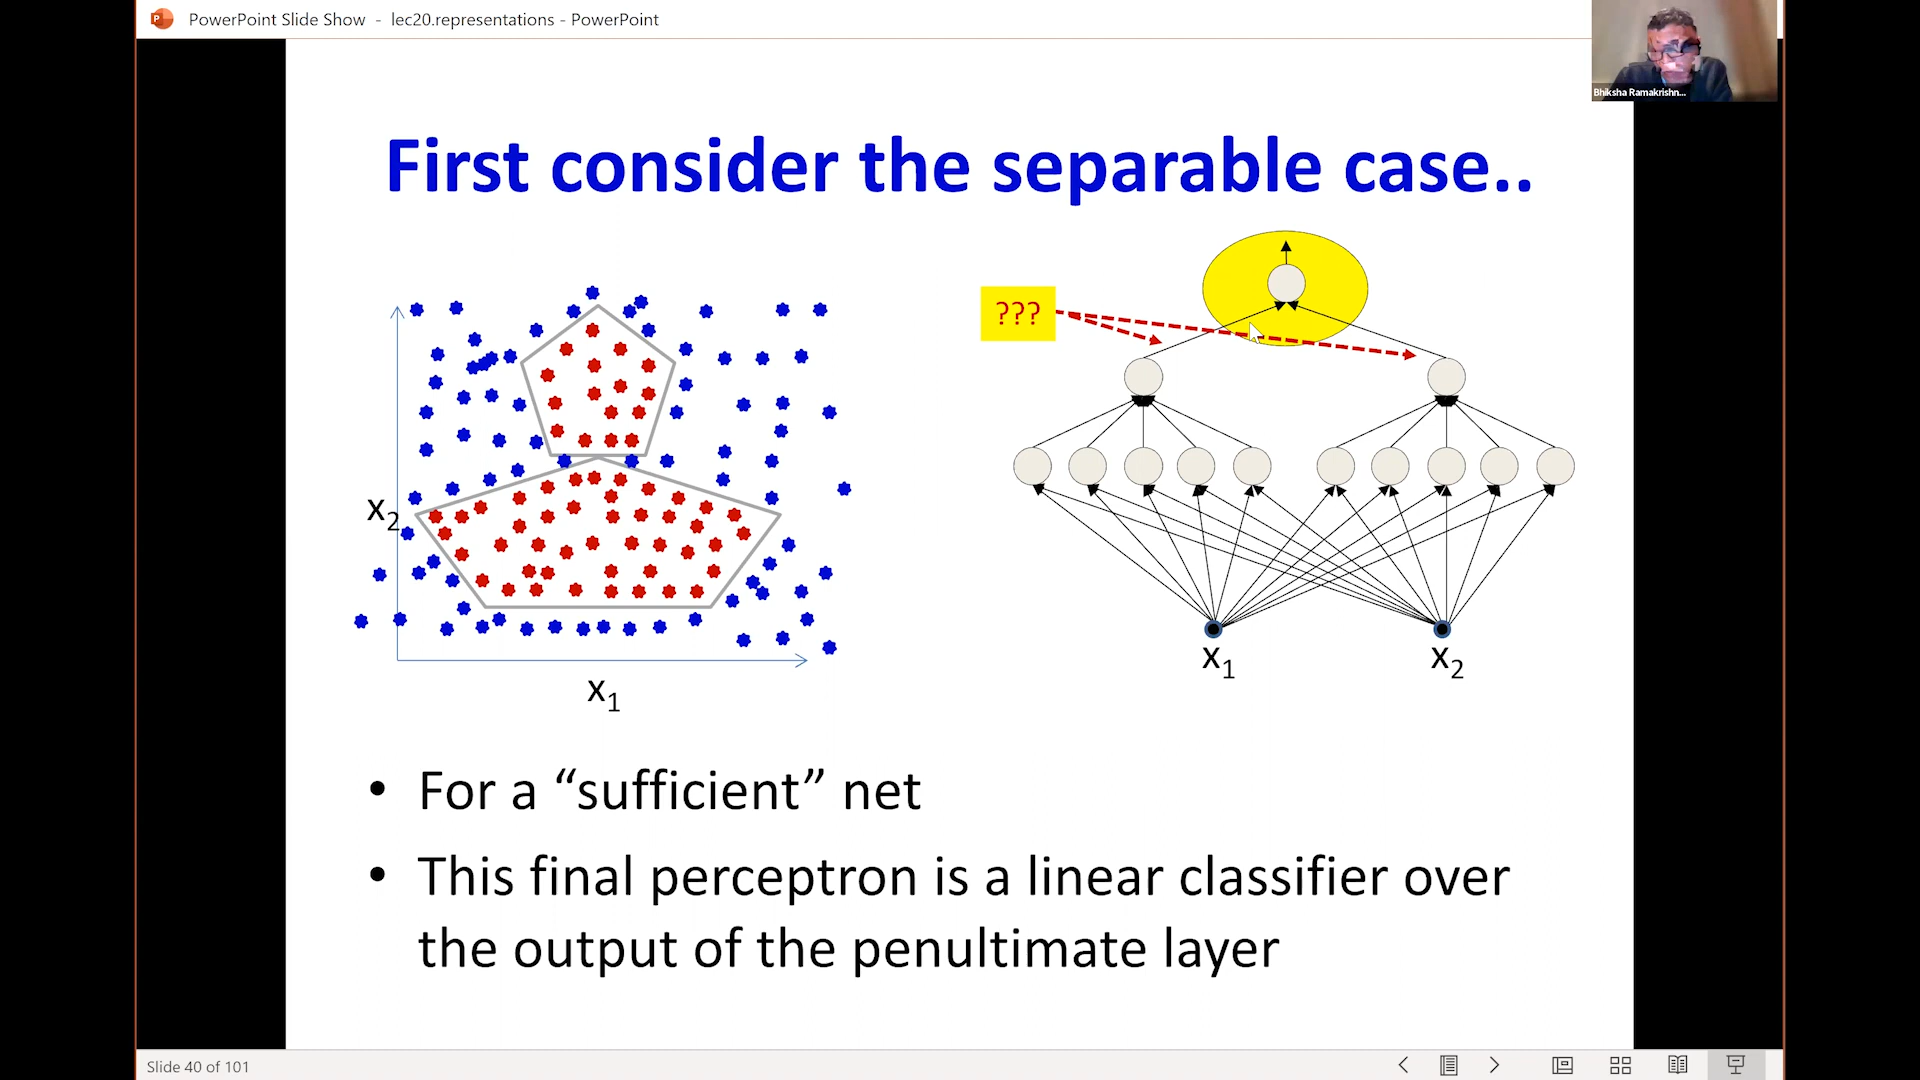 PowerPoint Slide Show - lec20.representations - PowerPoint
Bhiksha Ramakrishn...
First consider the separable case..
???
x2
x1
x1
x2
• For a “sufficient” net
• This final perceptron is a linear classifier over
the output of the penultimate layer
Slide 40 of 101